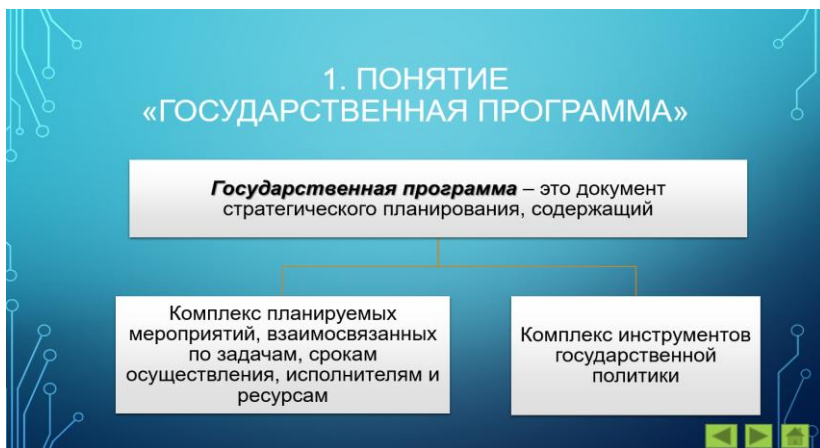 1. ПОНЯТИЕ
«ГОСУДАРСТВЕННАЯ ПРОГРАММА»
Государственная программа – это документ
стратегического планирования, содержащий
Комплекс планируемых
мероприятий, взаимосвязанных
по задачам, срокам
осуществления, исполнителям и
ресурсам
Комплекс инструментов
государственной
политики